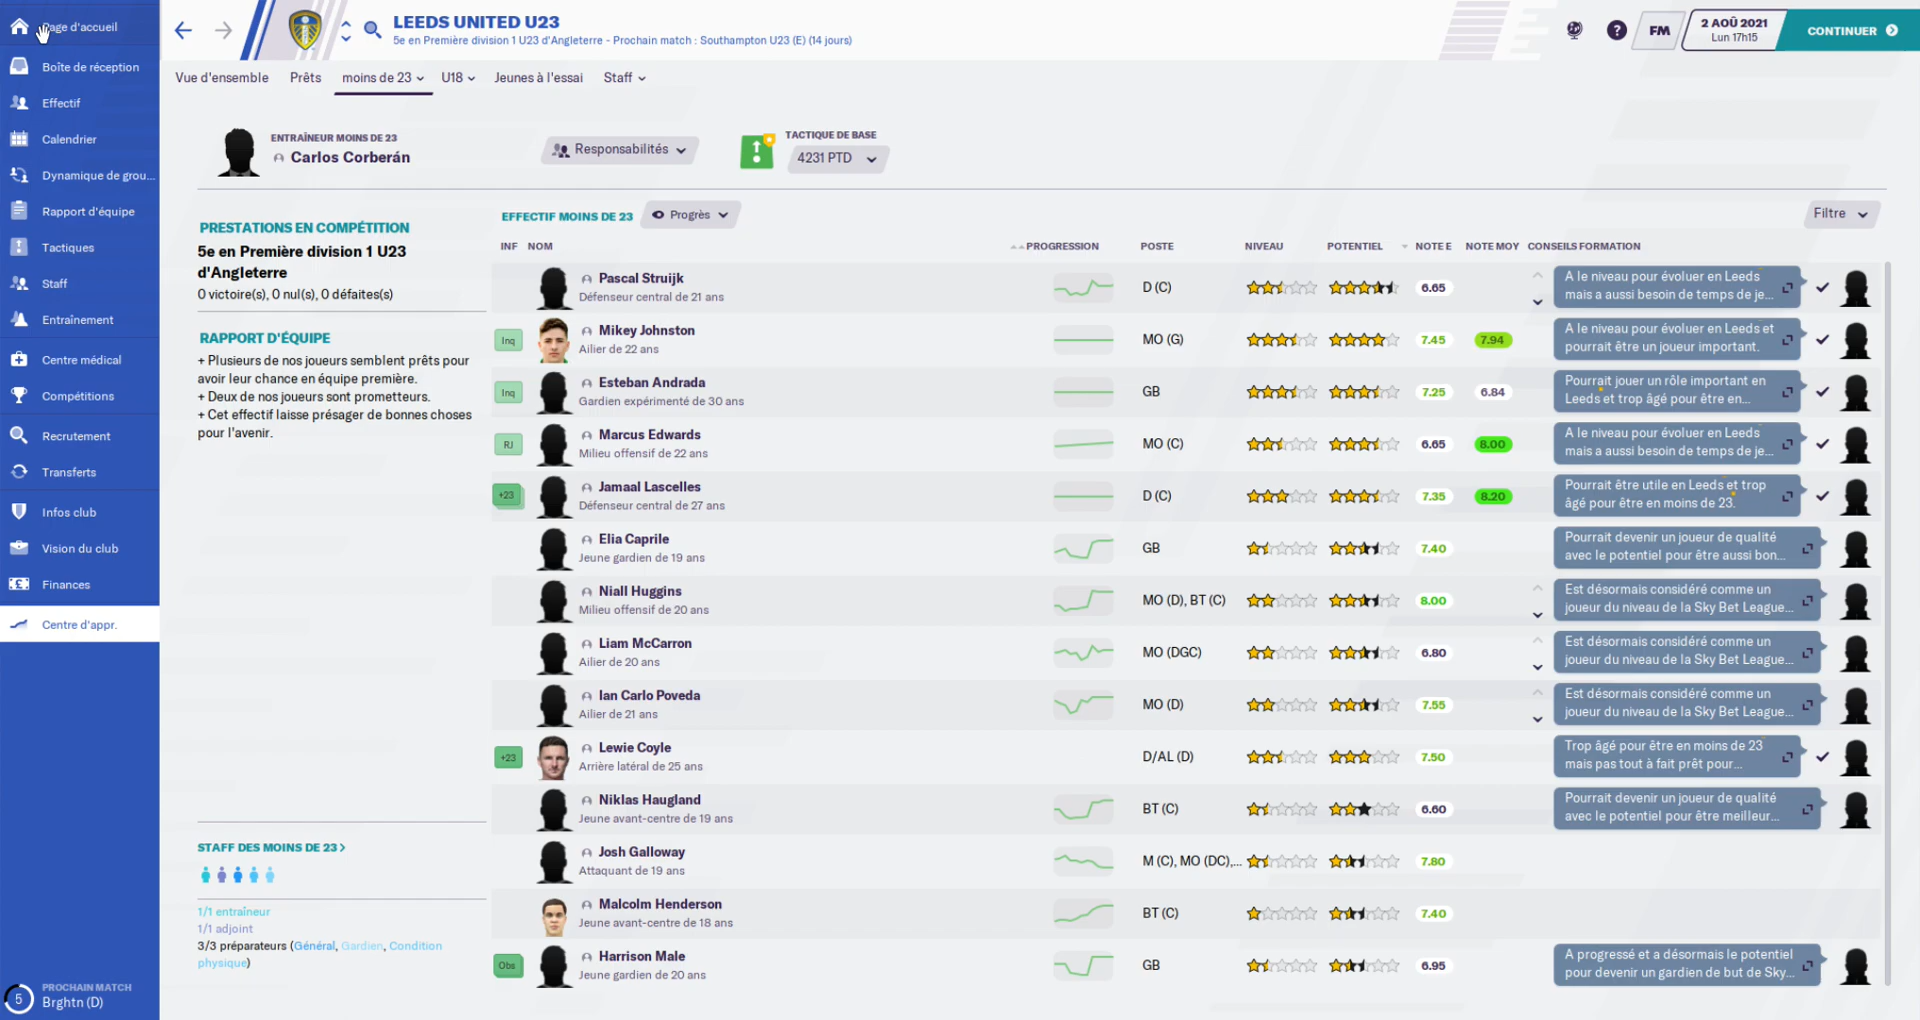 Page d'accueil
Boîte de réception
Effectif
Calendrier
Dynamique de grou...
Rapport d'équipe
Tactiques
Staff
Entraînement
Centre médical
Compétitions
Recrutement
Transferts
Infos club
Vision du club
Finances
Centre d'appr.
5
PROCHAIN MATCH
Brghtn (D)
LEEDS UNITED U23
5e en Première division 1 U23 d'Angleterre - Prochain match : Southampton U23 (E) (14 jours)
?
FM
2 AOÛ 2021
Lun 17h15
CONTINUER
Vue d'ensemble Prêts moins de 23 U18 Jeunes à l'essai Staff
ENTRAÎNEUR MOINS DE 23
Carlos Corberán
Responsabilités
TACTIQUE DE BASE
4231 PTD
PRESTATIONS EN COMPÉTITION
5e en Première division 1 U23
d'Angleterre
0 victoire(s), 0 nul(s), 0 défaites(s)
RAPPORT D'ÉQUIPE
+ Plusieurs de nos joueurs semblent prêts pour
avoir leur chance en équipe première.
+ Deux de nos joueurs sont prometteurs.
+ Cet effectif laisse présager de bonnes choses
pour l'avenir.
STAFF DES MOINS DE 23 >
1/1 entraîneur
1/1 adjoint
3/3 préparateurs (Général, Gardien, Condition
physique)
EFFECTIF MOINS DE 23
Progrès
Filtre
INF NOM PROGRESSION POSTE NIVEAU POTENTIEL NOTE E NOTE MOY CONSEILS FORMATION
Pascal Struijk
Défenseur central de 21 ans
D (C)
6.65
A le niveau pour évoluer en Leeds
mais a aussi besoin de temps de je...
Inq
Mikey Johnston
Ailier de 22 ans
MO (G)
7.45
7.94
A le niveau pour évoluer en Leeds et
pourrait être un joueur important.
Inq
Esteban Andrada
Gardien expérimenté de 30 ans
GB
7.25
6.84
Pourrait jouer un rôle important en
Leeds et trop âgé pour être en...
RJ
Marcus Edwards
Milieu offensif de 22 ans
MO (C)
6.65
8.00
A le niveau pour évoluer en Leeds
mais a aussi besoin de temps de je...
+23
Jamaal Lascelles
Défenseur central de 27 ans
D (C)
7.35
8.20
Pourrait être utile en Leeds et trop
âgé pour être en moins de 23.
Elia Caprile
Jeune gardien de 19 ans
GB
7.40
Pourrait devenir un joueur de qualité
avec le potentiel pour être aussi bon...
Niall Huggins
Milieu offensif de 20 ans
MO (D), BT (C)
8.00
Est désormais considéré comme un
joueur du niveau de la Sky Bet League...
Liam McCarron
Ailier de 20 ans
MO (DGC)
6.80
Est désormais considéré comme un
joueur du niveau de la Sky Bet League...
Ian Carlo Poveda
Ailier de 21 ans
MO (D)
7.55
Est désormais considéré comme un
joueur du niveau de la Sky Bet League...
+23
Lewie Coyle
Arrière latéral de 25 ans
D/AL (D)
7.50
Trop âgé pour être en moins de 23
mais pas tout à fait prêt pour...
Niklas Haugland
Jeune avant-centre de 19 ans
BT (C)
6.60
Pourrait devenir un joueur de qualité
avec le potentiel pour être meilleur...
Josh Galloway
Attaquant de 19 ans
M (C), MO (DC),...
7.80
Malcolm Henderson
Jeune avant-centre de 18 ans
BT (C)
7.40
Obs
Harrison Male
Jeune gardien de 20 ans
GB
6.95
A progressé et a désormais le potentiel
pour devenir un gardien de but de Sky...